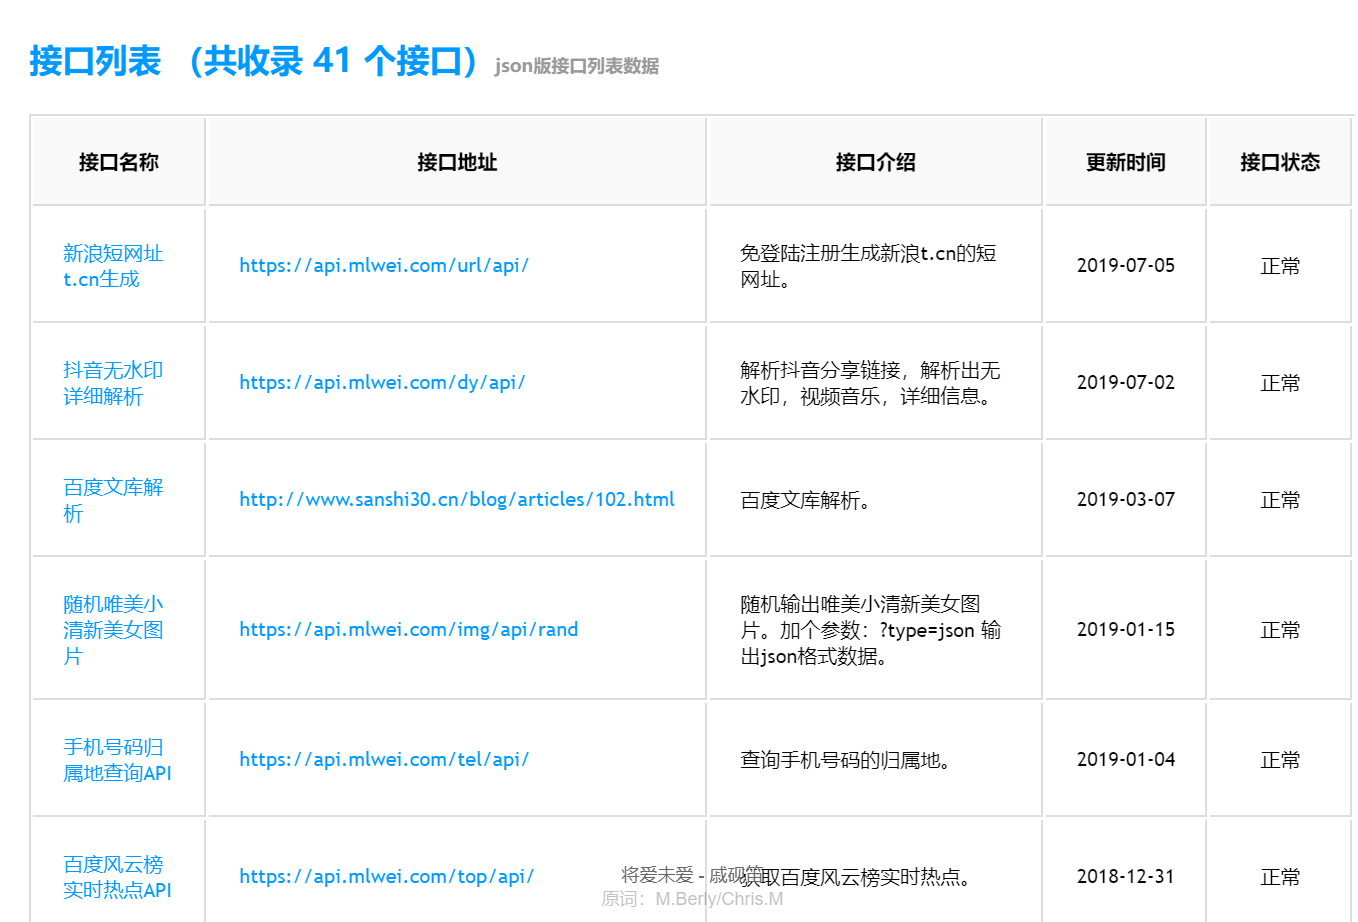 接口列表 （共收录 41 个接口）json版接口列表数据
接口名称 接口地址 接口介绍 更新时间 接口状态
新浪短网址
t.cn生成
https://api.mlwei.com/url/api/
免登陆注册生成新浪t.cn的短
网址。
2019-07-05
正常
抖音无水印
详细解析
https://api.mlwei.com/dy/api/
解析抖音分享链接，解析出无
水印，视频音乐，详细信息。
2019-07-02
正常
百度文库解
析
http://www.sanshi30.cn/blog/articles/102.html
百度文库解析。
2019-03-07
正常
随机唯美小
清新美女图
片
https://api.mlwei.com/img/api/rand
随机输出唯美小清新美女图
片。加个参数：?type=json 输
出json格式数据。
2019-01-15
正常
手机号码归
属地查询API
https://api.mlwei.com/tel/api/
查询手机号码的归属地。
2019-01-04
正常
百度风云榜
实时热点API
https://api.mlwei.com/top/api/
获取百度风云榜实时热点。
2018-12-31
正常
将爱未爱 - 戚砚笛
原词：M.Berly/Chris.M